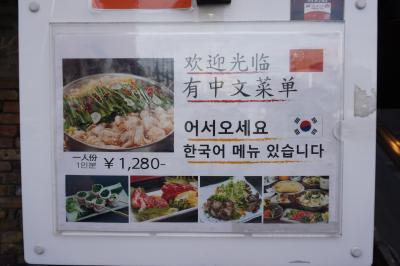 欢迎光临
有中文菜单
어서오세요
한국어 메뉴 있습니다
一人份
1인분
¥1,280-